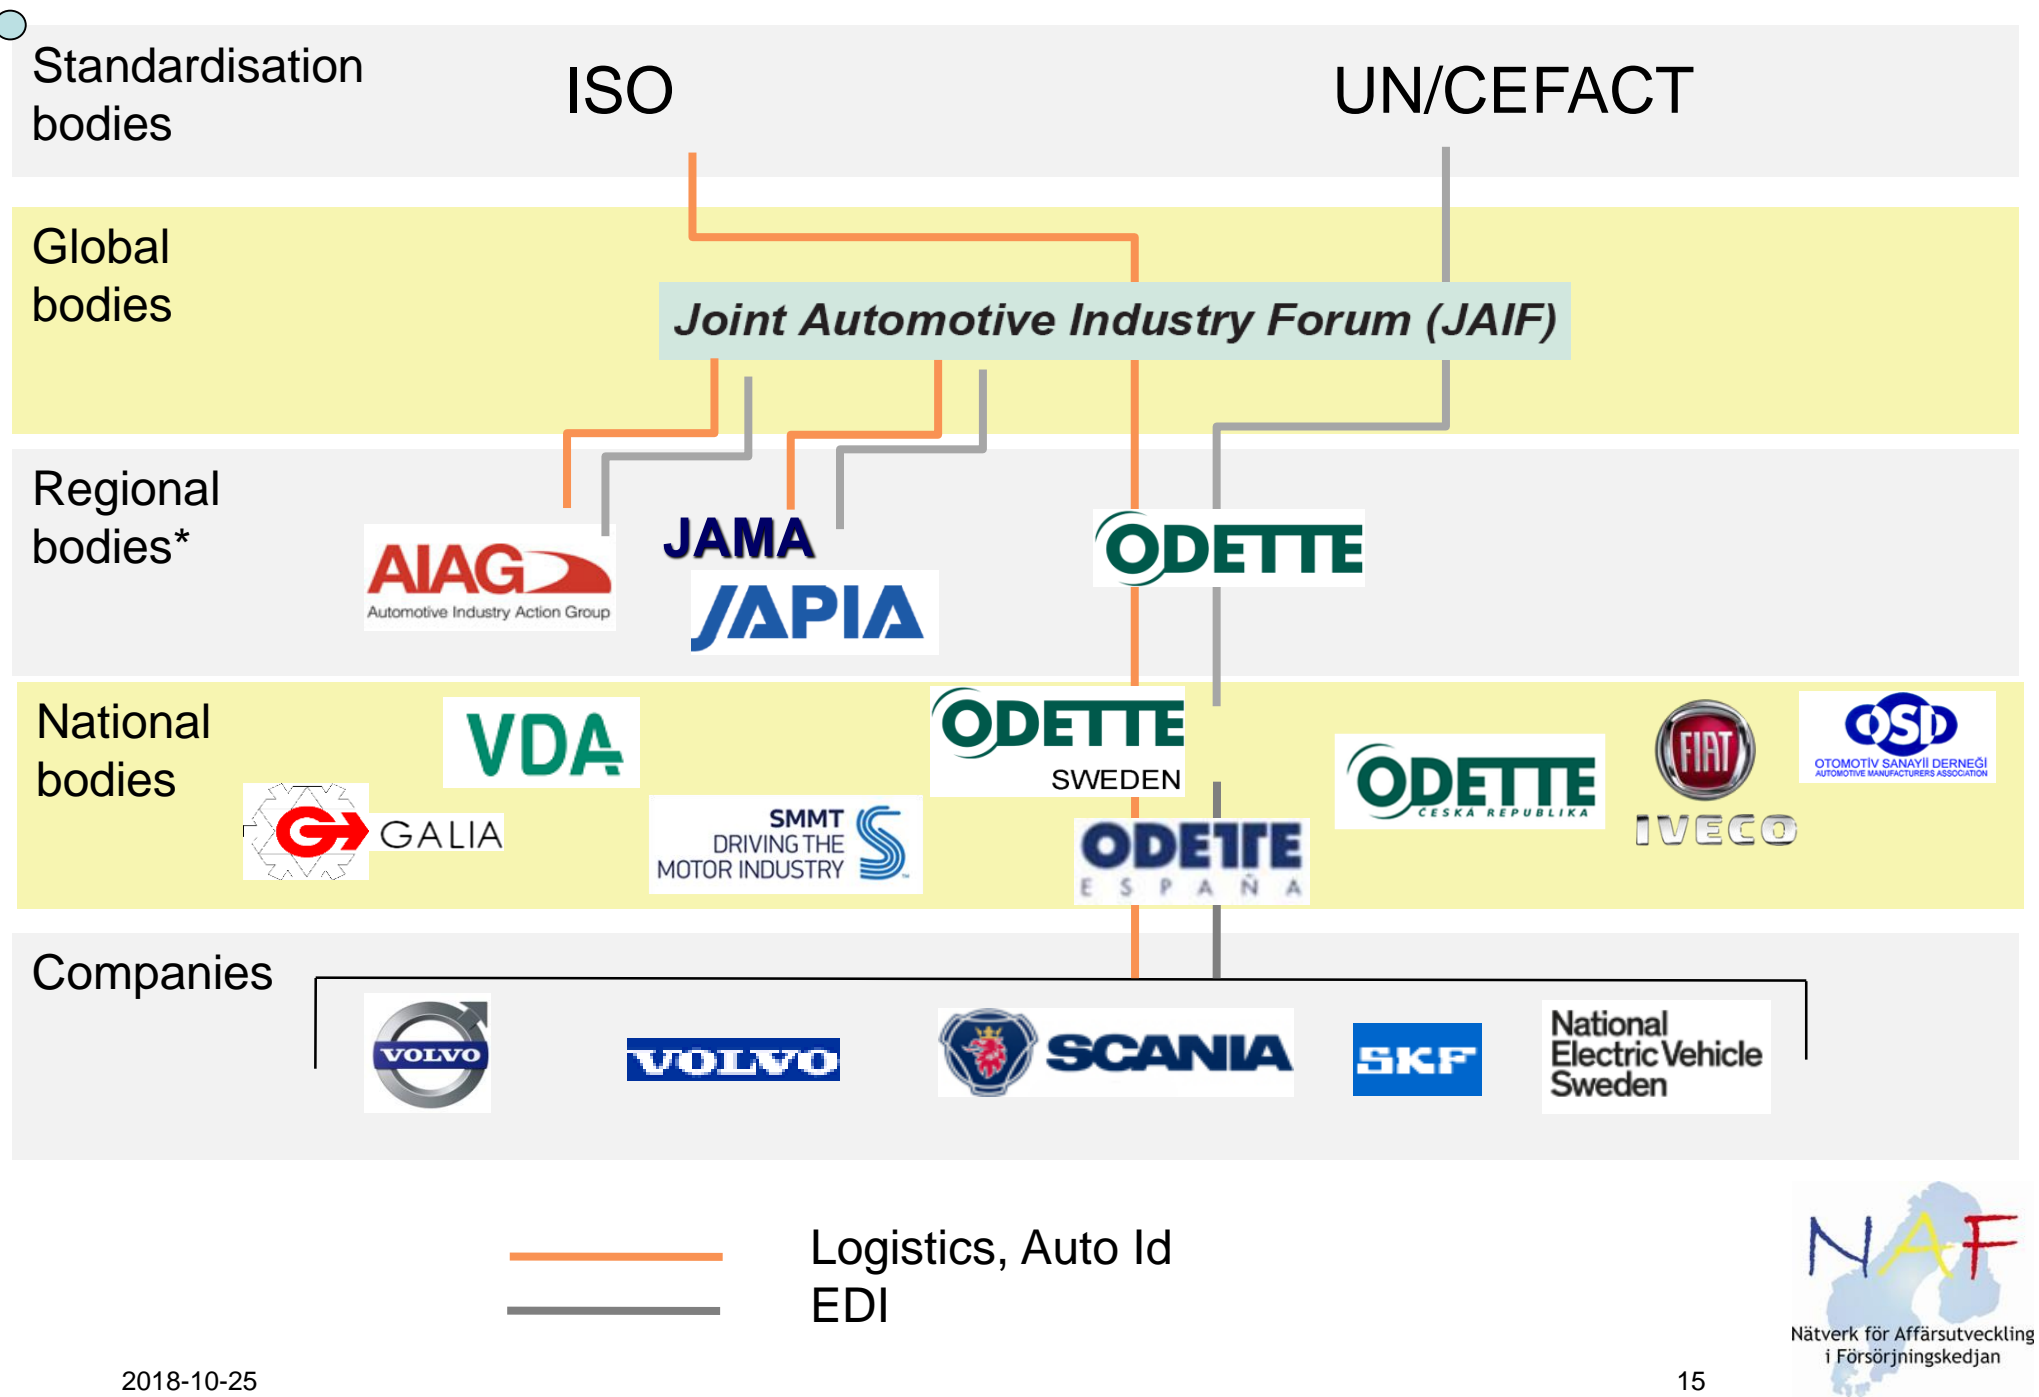 Standardisation
bodies
ISO
UN/CEFACT
Global
bodies
Joint Automotive Industry Forum (JAIF)
Regional
bodies*
AIAG
Automotive Industry Action Group
JAMA
JAPIA
ODETTE
National
bodies
VDA
ODETTE
SWEDEN
ODETTE
ČESKÁ REPUBLIKA
FIAT
IVECO
OSD
OTOMOTİV SANAYİİ DERNEĞİ
AUTOMOTIVE MANUFACTURERS ASSOCIATION
G
GALIA
SMMT
DRIVING THE
MOTOR INDUSTRY
ODETTE
ESPAÑA
Companies
VOLVO
VOLVO
SCANIA
SKF
National
Electric Vehicle
Sweden
Logistics, Auto Id
EDI
NAF
Nätverk för Affärsutveckling
i Försörjningskedjan
2018-10-25
15